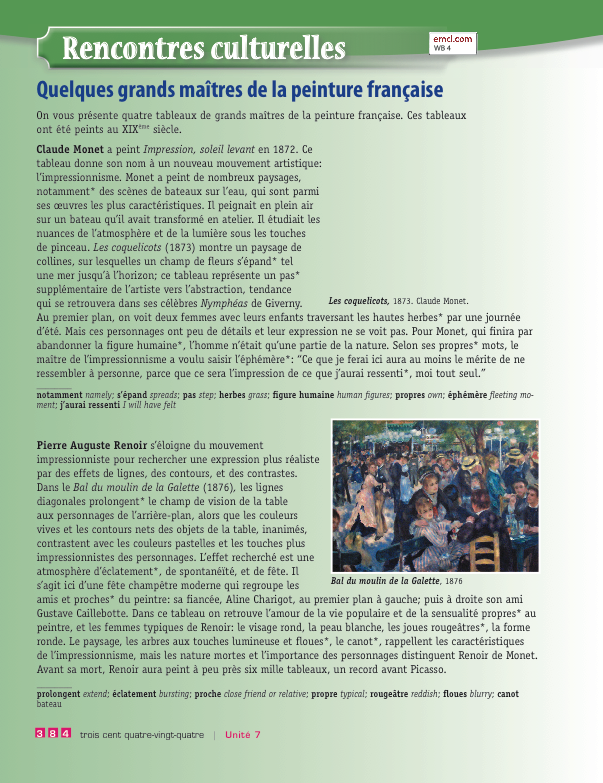 Rencontres culturelles
emcl.com
WB 4
Quelques grands maîtres de la peinture française
On vous présente quatre tableaux de grands maîtres de la peinture française. Ces tableaux
ont été peints au XIXème siècle.
Claude Monet a peint Impression, soleil levant en 1872. Ce
tableau donne son nom à un nouveau mouvement artistique:
l'impressionnisme. Monet a peint de nombreux paysages,
notamment* des scènes de bateaux sur l'eau, qui sont parmi
ses œuvres les plus caractéristiques. Il peignait en plein air
sur un bateau qu'il avait transformé en atelier. Il étudiait les
nuances de l'atmosphère et de la lumière sous les touches
de pinceau. Les coquelicots (1873) montre un paysage de
collines, sur lesquelles un champ de fleurs s'épand* tel
une mer jusqu'à l'horizon; ce tableau représente un pas*
supplémentaire de l'artiste vers l'abstraction, tendance
qui se retrouvera dans ses célèbres Nymphéas de Giverny.
Les coquelicots, 1873. Claude Monet.
Au premier plan, on voit deux femmes avec leurs enfants traversant les hautes herbes* par une journée
d'été. Mais ces personnages ont peu de détails et leur expression ne se voit pas. Pour Monet, qui finira par
abandonner la figure humaine*, l'homme n'était qu'une partie de la nature. Selon ses propres* mots, le
maître de l'impressionnisme a voulu saisir l'éphémère*: "Ce que je ferai ici aura au moins le mérite de ne
ressembler à personne, parce que ce sera l'impression de ce que j'aurai ressenti*, moi tout seul."
notamment namely; s'épand spreads; pas step; herbes grass; figure humaine human figures; propres own; éphémère fleeting mo-
ment; j'aurai ressenti I will have felt
Pierre Auguste Renoir s'éloigne du mouvement
impressionniste pour rechercher une expression plus réaliste
par des effets de lignes, des contours, et des contrastes.
Dans le Bal du moulin de la Galette (1876), les lignes
diagonales prolongent* le champ de vision de la table
aux personnages de l'arrière-plan, alors que les couleurs
vives et les contours nets des objets de la table, inanimés,
contrastent avec les couleurs pastelles et les touches plus
impressionnistes des personnages. L'effet recherché est une
atmosphère d'éclatement*, de spontanéité, et de fête. Il
s'agit ici d'une fête champêtre moderne qui regroupe les
Bal du moulin de la Galette, 1876
amis et proches* du peintre: sa fiancée, Aline Charigot, au premier plan à gauche; puis à droite son ami
Gustave Caillebotte. Dans ce tableau on retrouve l'amour de la vie populaire et de la sensualité propres* au
peintre, et les femmes typiques de Renoir: le visage rond, la peau blanche, les joues rougeâtres*, la forme
ronde. Le paysage, les arbres aux touches lumineuse et floues*, le canot*, rappellent les caractéristiques
de l'impressionnisme, mais les nature mortes et l'importance des personnages distinguent Renoir de Monet.
Avant sa mort, Renoir aura peint à peu près six mille tableaux, un record avant Picasso.
prolongent extend; éclatement bursting; proche close friend or relative; propre typical; rougeâtre reddish; floues blurry; canot
bateau
384 trois cent quatre-vingt-quatre | Unité 7